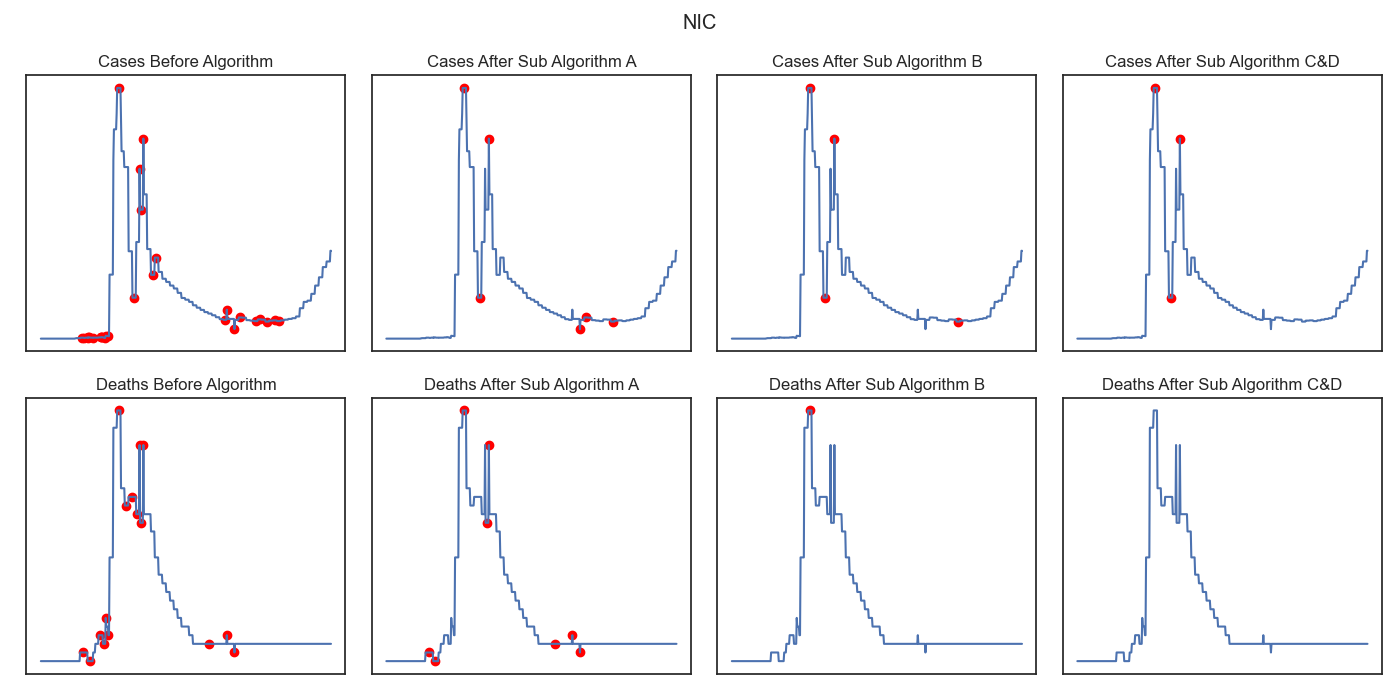 NIC
Cases Before Algorithm
Cases After Sub Algorithm A
Cases After Sub Algorithm B
Cases After Sub Algorithm C&D
Deaths Before Algorithm
Deaths After Sub Algorithm A
Deaths After Sub Algorithm B
Deaths After Sub Algorithm C&D